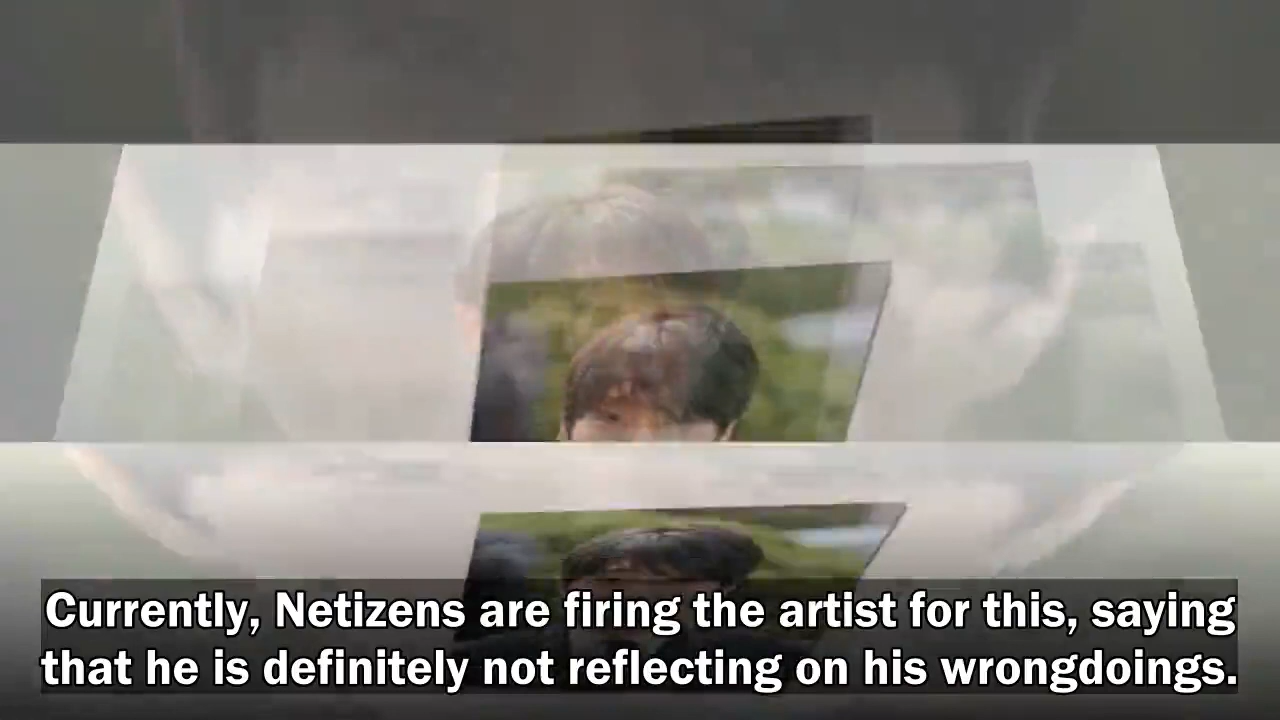 Currently, Netizens are firing the artist for this, saying
that he is definitely not reflecting on his wrongdoings.